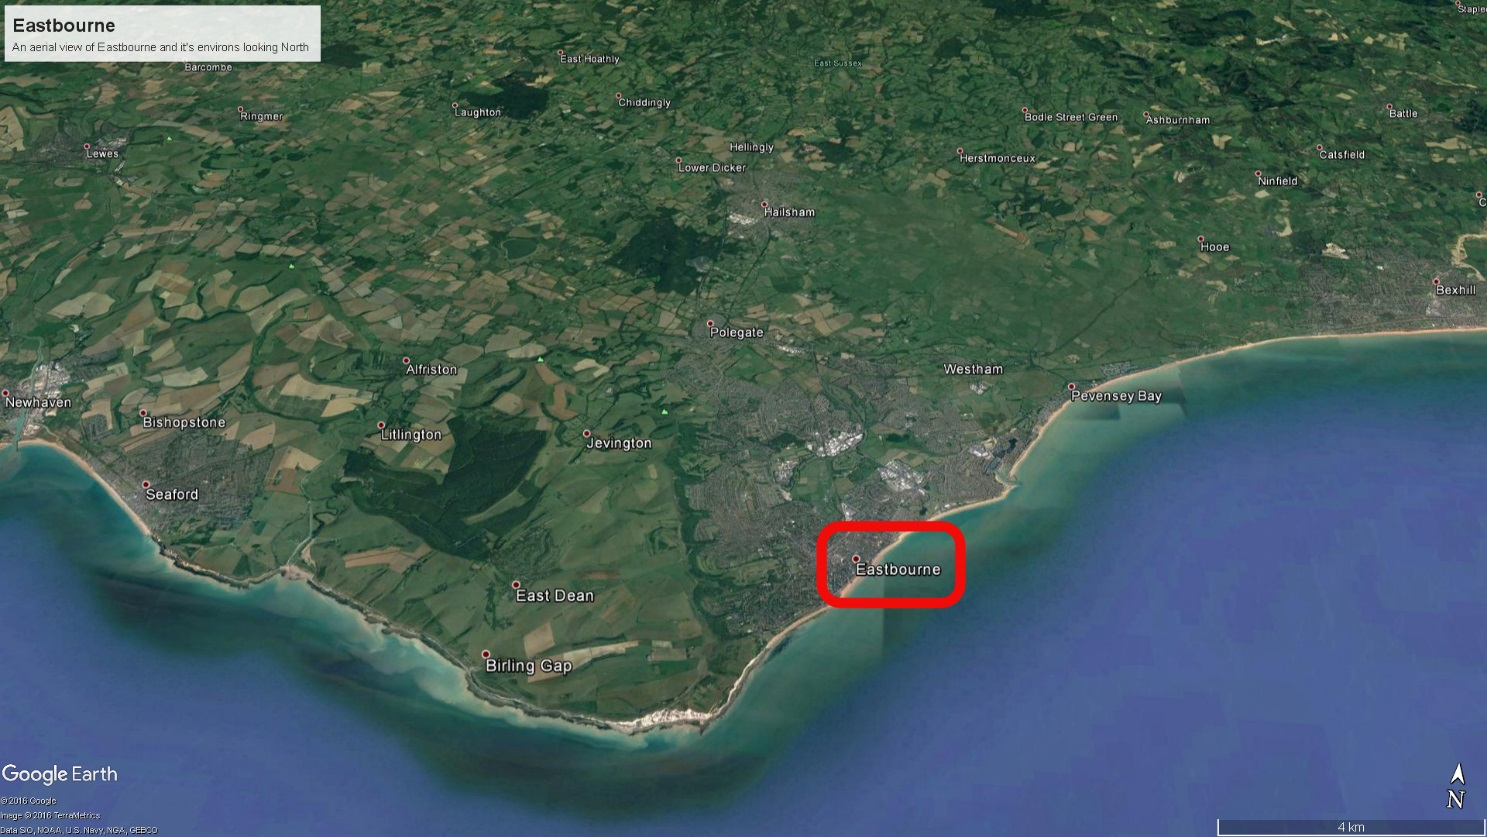 Eastbourne
An aerial view of Eastbourne and it's environs looking North
East Hoathly
East Sussex
Barcombe
Chiddingly
Ringmer
Laughton
Bodle Street Green
Ashburnham
Battle
Lewes
Hellingly
Lower Dicker
Herstmonceux
Catsfield
Ninfield
Hailsham
Hooe
Bexhill
Polegate
Alfriston
Westham
Newhaven
Pevensey Bay
Bishopstone
Litlington
Jevington
Seaford
Eastbourne
East Dean
Birling Gap
Google Earth
© 2016 Google
Image © 2016 TerraMetrics
Data SIO, NOAA, U.S. Navy, NGA, GEBCO
N
4 km